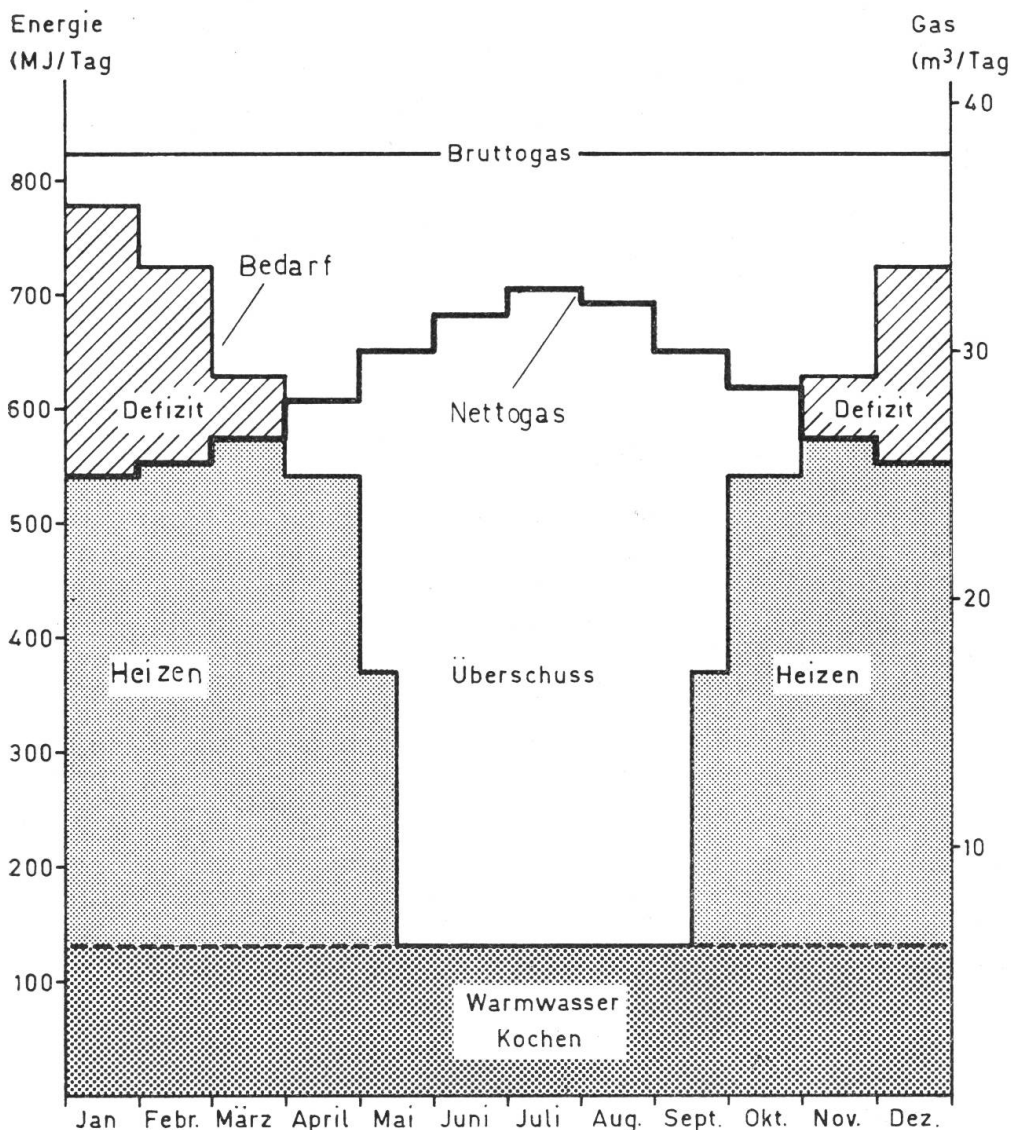 Energie
(MJ/Tag
Gas
(m³/Tag
40
Bruttogas
800
Bedarf
700
30
600
Defizit
Nettogas
Defizit
500
20
400
Heizen
Überschuss
Heizen
300
10
200
100
Warmwasser
Kochen
Jan Febr. März April Mai Juni Juli Aug. Sept. Okt. Nov. Dez.